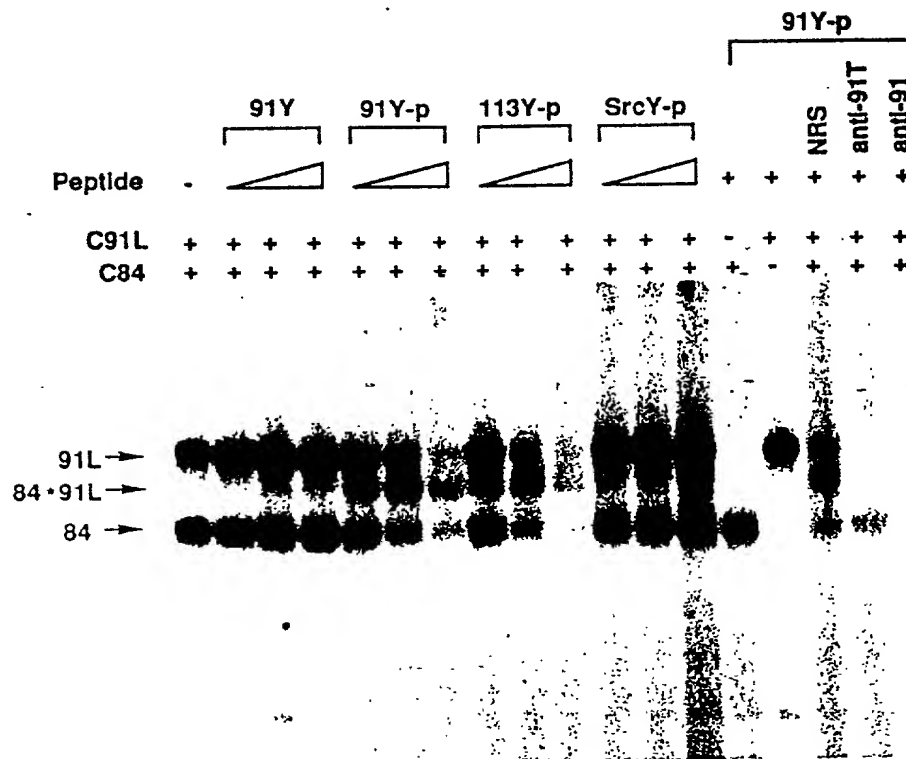 91Y-p
91Y 91Y-p 113Y-p SrcY-p NRS anti-91T anti-91
Peptide - + + + + +
C91L + + + + + + + + + + + + + - + + + +
C84 + + + + + + - + + + + + + + - + + +
91L
84*91L
84